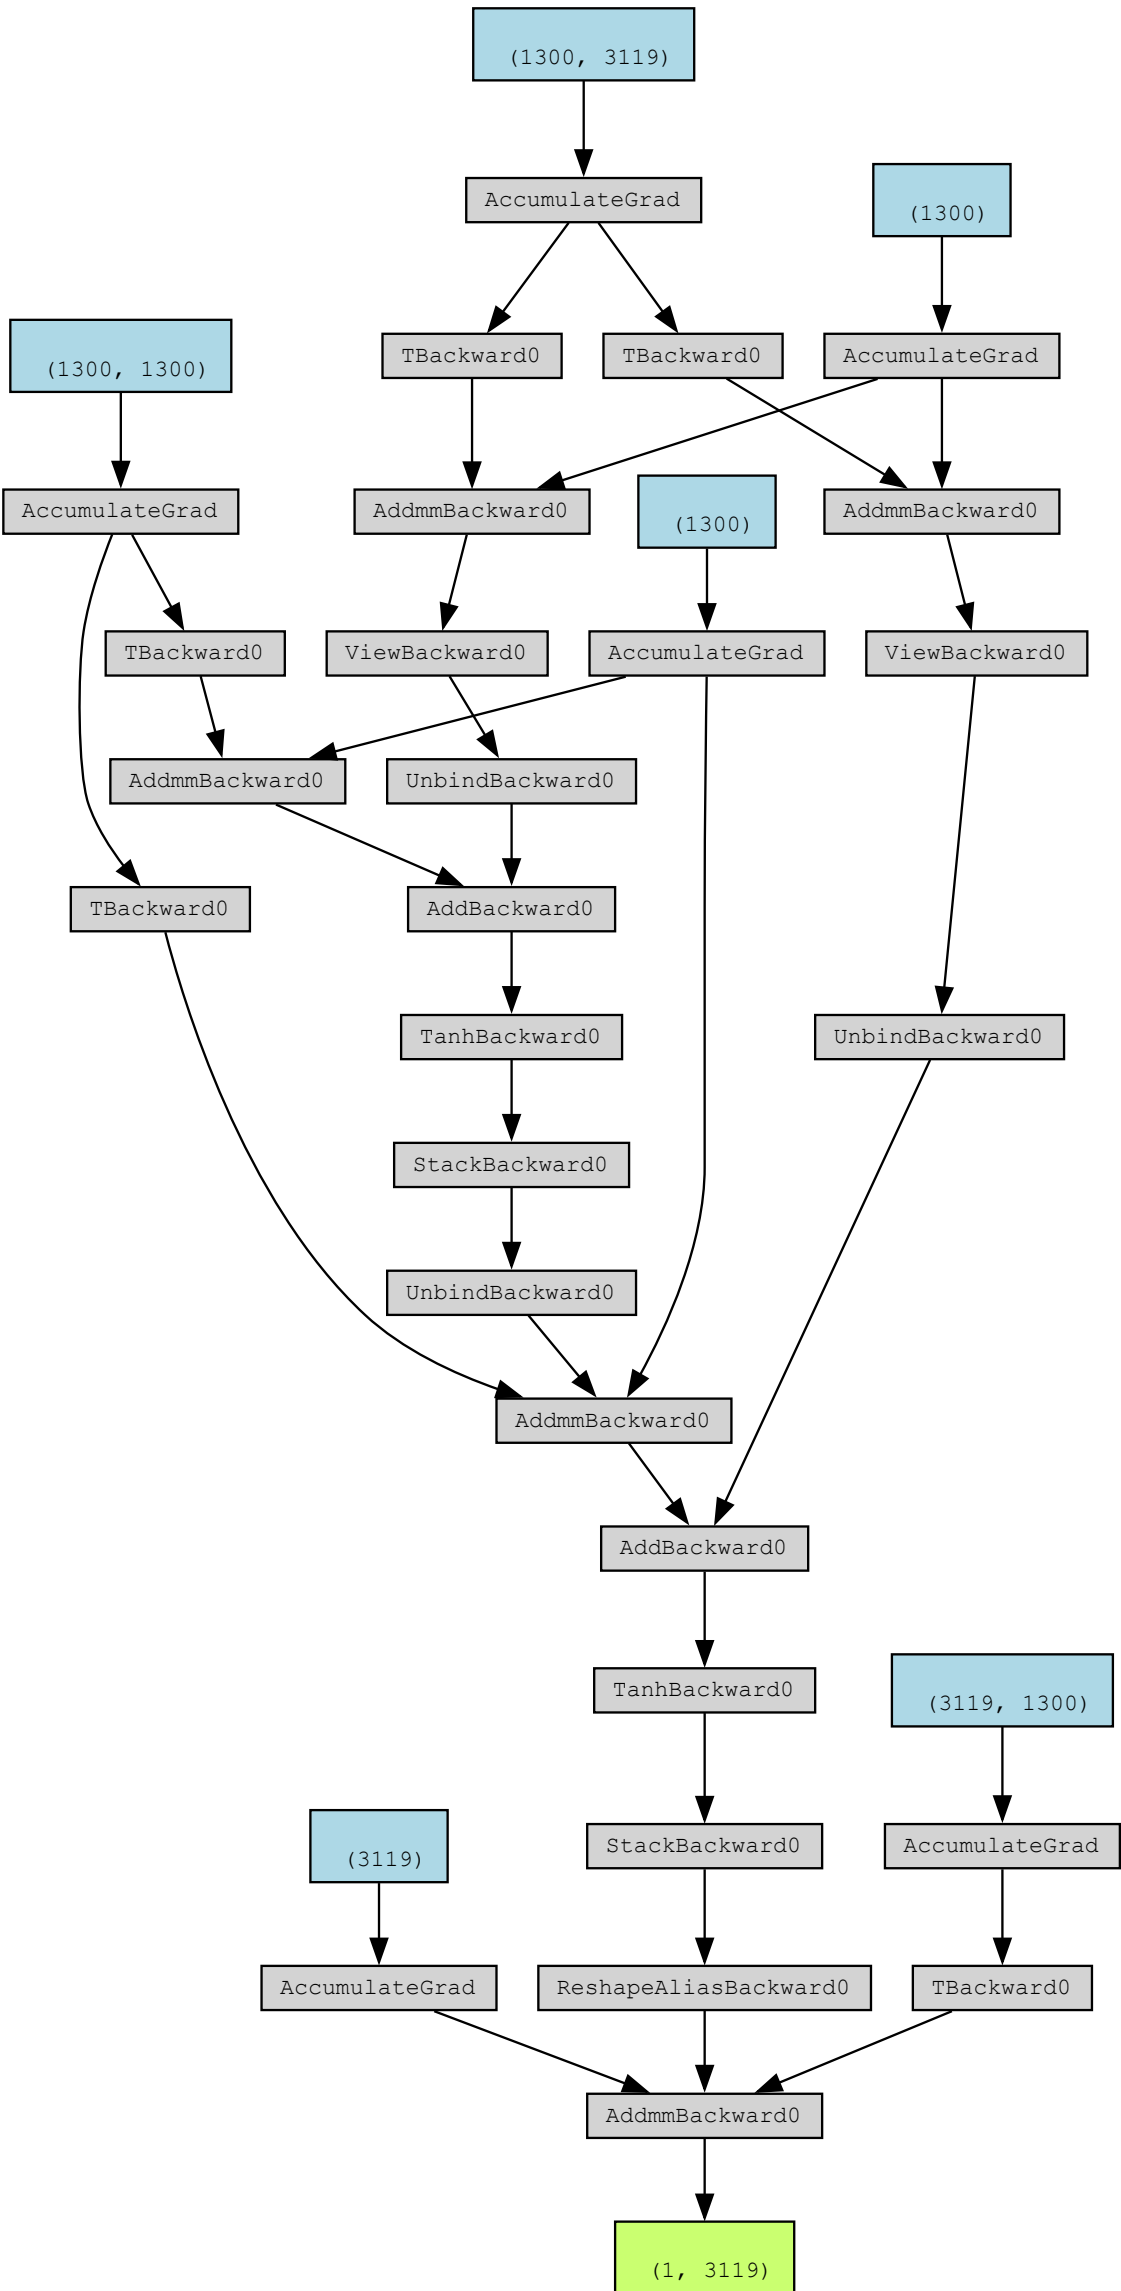 (1300, 3119)
AccumulateGrad
(1300)
TBackward0
TBackward0
AccumulateGrad
(1300, 1300)
AccumulateGrad
AddmmBackward0
(1300)
AddmmBackward0
TBackward0
ViewBackward0
AccumulateGrad
ViewBackward0
AddmmBackward0
UnbindBackward0
TBackward0
AddBackward0
TanhBackward0
UnbindBackward0
StackBackward0
UnbindBackward0
AddmmBackward0
AddBackward0
TanhBackward0
(3119, 1300)
StackBackward0
AccumulateGrad
(3119)
AccumulateGrad
ReshapeAliasBackward0
TBackward0
AddmmBackward0
(1, 3119)